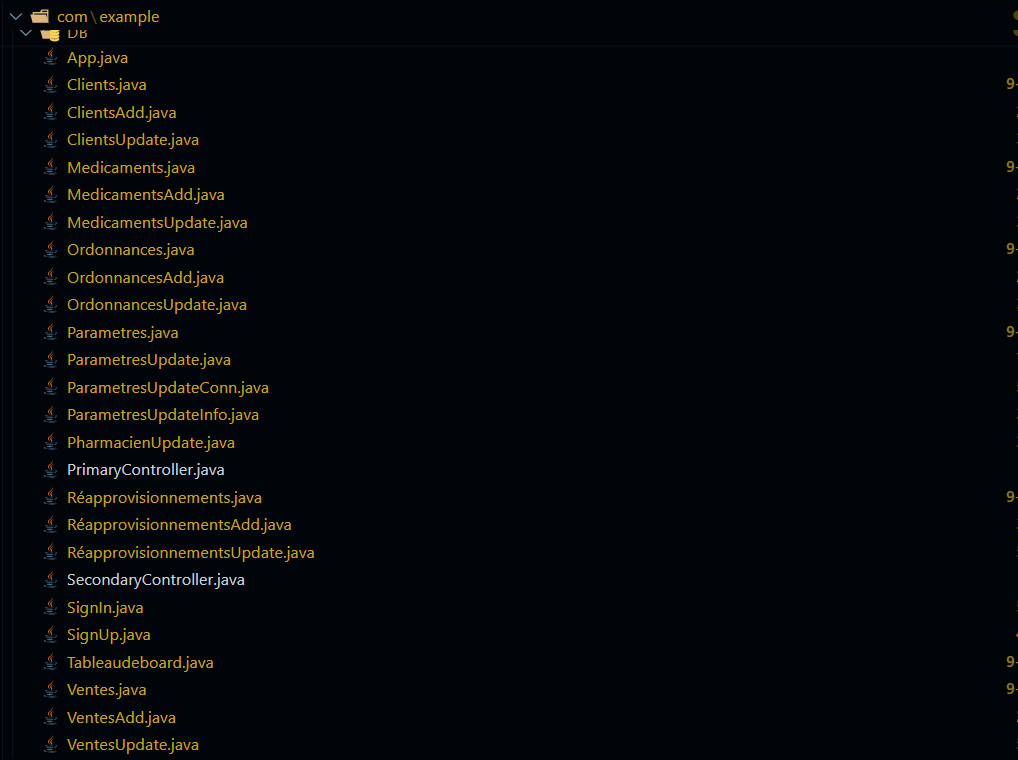 com\example
DB
App.java
Clients.java
9
ClientsAdd.java
ClientsUpdate.java
Medicaments.java
9
MedicamentsAdd.java
MedicamentsUpdate.java
Ordonnances.java
9
OrdonnancesAdd.java
OrdonnancesUpdate.java
Parametres.java
9
ParametresUpdate.java
ParametresUpdateConn.java
ParametresUpdateInfo.java
PharmacienUpdate.java
PrimaryController.java
Réapprovisionnements.java
9
RéapprovisionnementsAdd.java
RéapprovisionnementsUpdate.java
SecondaryController.java
SignIn.java
SignUp.java
Tableaudeboard.java
9
Ventes.java
9
VentesAdd.java
VentesUpdate.java